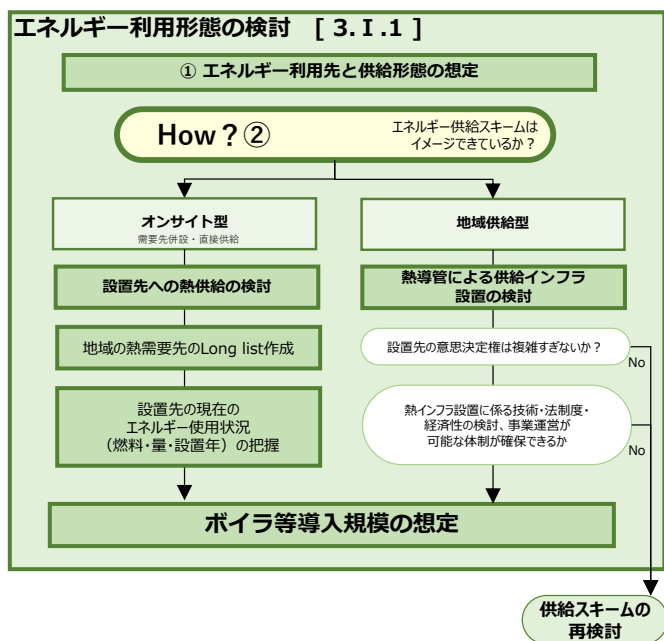 エネルギー利用形態の検討 [ 3.Ⅰ.1 ]
① エネルギー利用先と供給形態の想定
How？②
エネルギー供給スキームは
イメージできているか？
オンサイト型
需要先併設・直接供給
地域供給型
設置先への熱供給の検討
熱導管による供給インフラ
設置の検討
地域の熱需要先のLong list作成
設置先の意思決定権は複雑すぎないか？
No
設置先の現在の
エネルギー使用状況
（燃料・量・設置年）の把握
熱インフラ設置に係る技術・法制度・
経済性の検討、事業運営が
可能な体制が確保できるか
No
ボイラ等導入規模の想定
供給スキームの
再検討